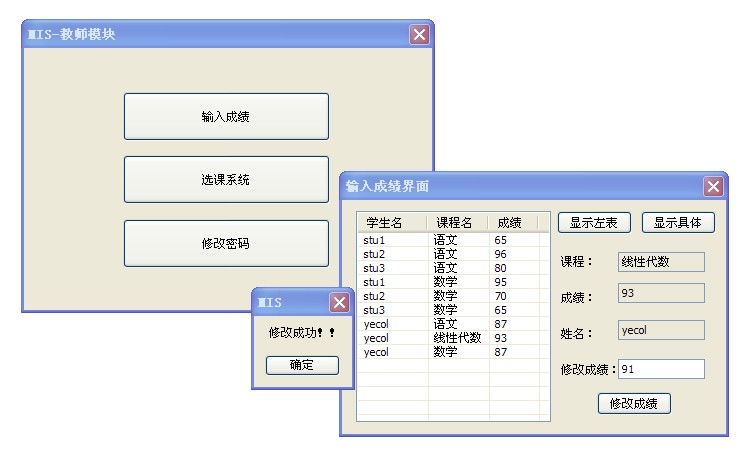 MIS-教师模块
输入成绩
选课系统
修改密码
输入成绩界面
学生名 课程名 成绩
stu1 语文 65
stu2 语文 96
stu3 语文 80
stu1 数学 95
stu2 数学 70
stu3 数学 65
yecol 语文 87
yecol 线性代数 93
yecol 数学 87
显示左表 显示具体
课程： 线性代数
成绩： 93
姓名： yecol
修改成绩： 91
修改成绩
MIS
修改成功！！
确定